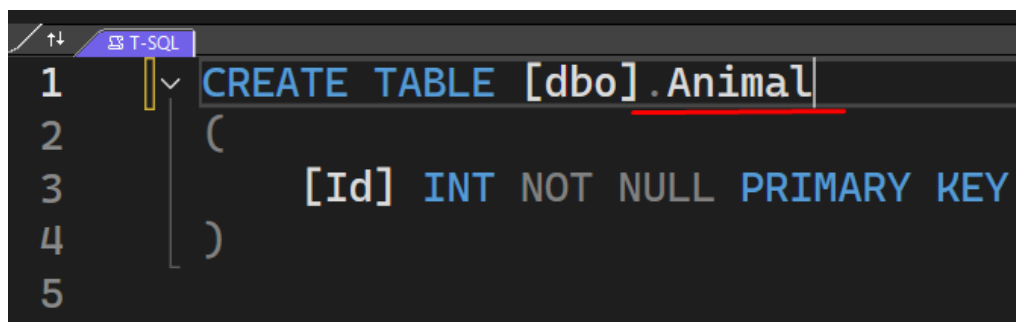 T-SQL
1 CREATE TABLE [dbo].Animal
2 (
3 [Id] INT NOT NULL PRIMARY KEY
4 )
5